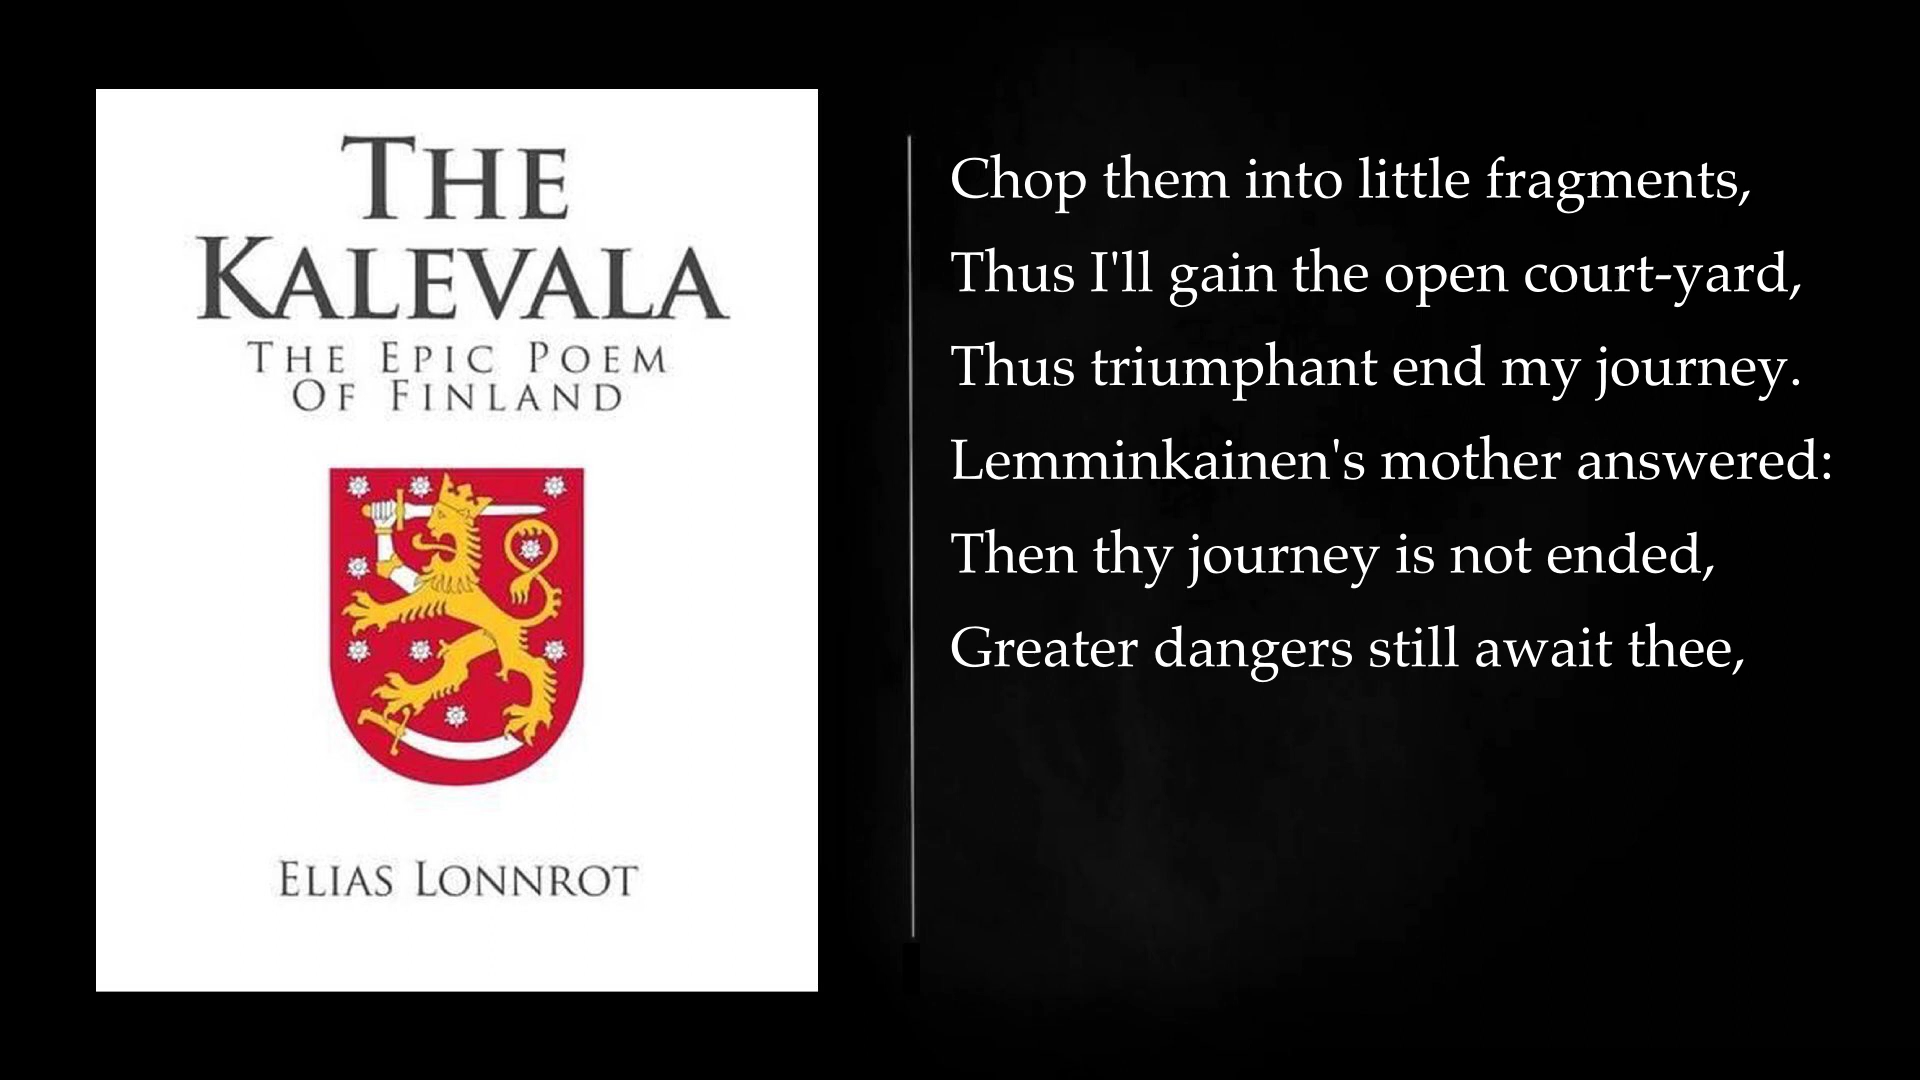 THE
KALEVALA
THE EPIC POEM
OF FINLAND
ELIAS LONNROT
Chop them into little fragments,
Thus I'll gain the open court-yard,
Thus triumphant end my journey.
Lemminkainen's mother answered:
Then thy journey is not ended,
Greater dangers still await thee,